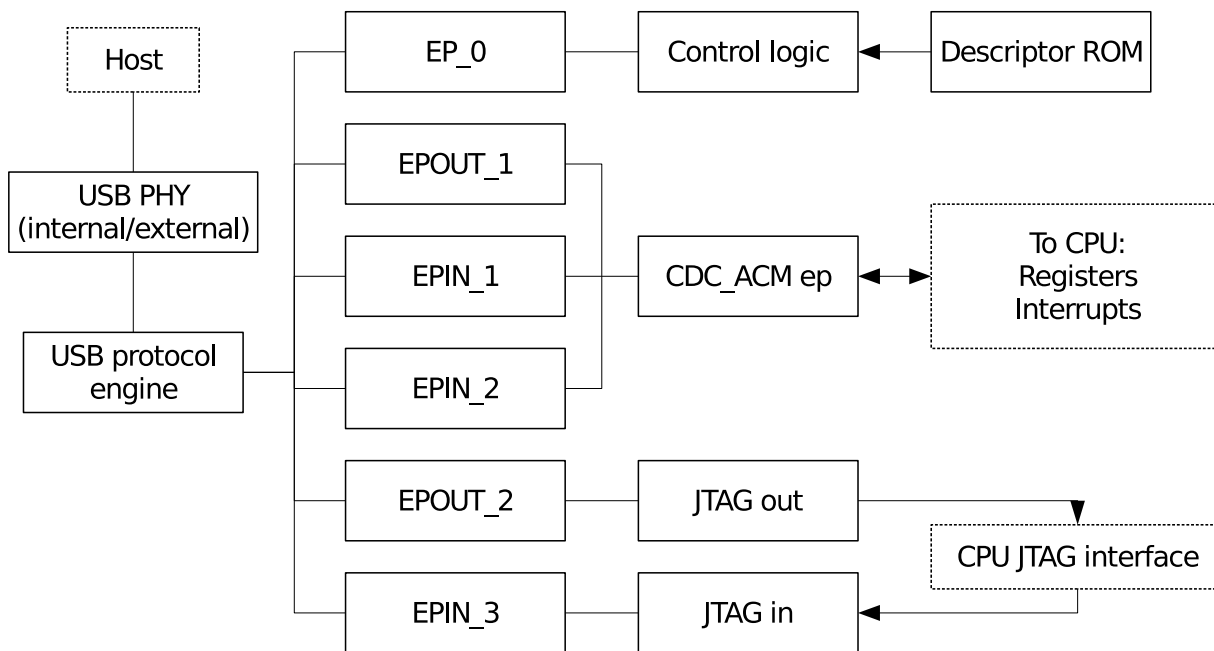 Host
EP_0
Control logic
Descriptor ROM
EPOUT_1
USB PHY
(internal/external)
EPIN_1
CDC_ACM ep
To CPU:
Registers
Interrupts
USB protocol
engine
EPIN_2
EPOUT_2
JTAG out
CPU JTAG interface
EPIN_3
JTAG in